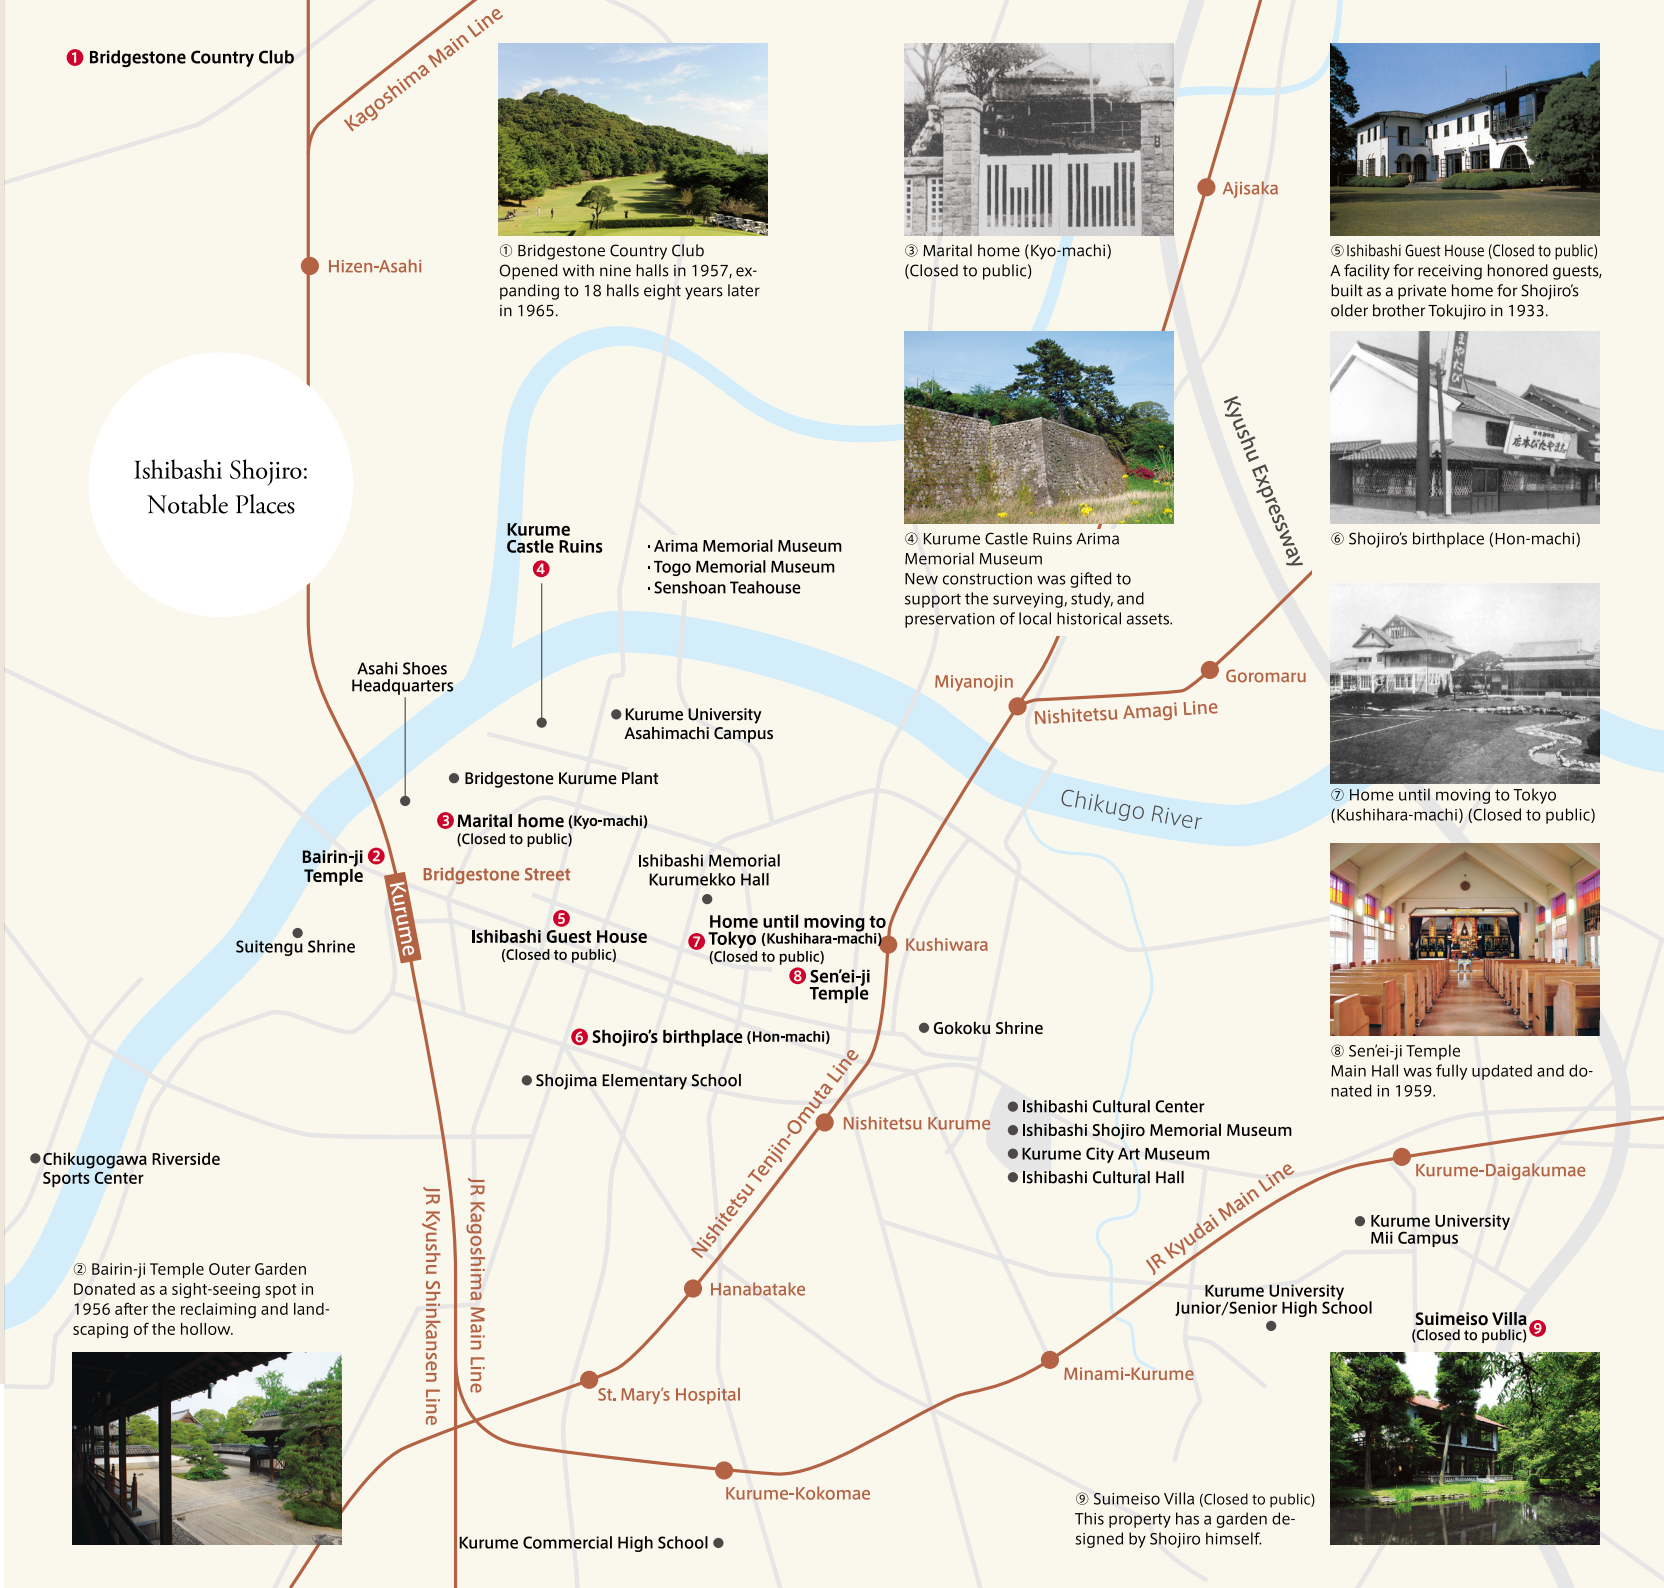 ❶ Bridgestone Country Club
Kagoshima Main Line
Hizen-Asahi
① Bridgestone Country Club
Opened with nine halls in 1957, ex-
panding to 18 halls eight years later
in 1965.
③ Marital home (Kyo-machi)
(Closed to public)
Ajisaka
⑤ Ishibashi Guest House (Closed to public)
A facility for receiving honored guests,
built as a private home for Shojiro's
older brother Tokujiro in 1933.
Ishibashi Shojiro:
Notable Places
Kyushu Expressway
まやたび
たまやたび本店
Kurume
Castle Ruins
❹
· Arima Memorial Museum
· Togo Memorial Museum
· Senshoan Teahouse
④ Kurume Castle Ruins Arima
Memorial Museum
New construction was gifted to
support the surveying, study, and
preservation of local historical assets.
⑥ Shojiro's birthplace (Hon-machi)
Asahi Shoes
Headquarters
Miyanojin
Goromaru
Nishitetsu Amagi Line
Kurume University
Asahimachi Campus
Bridgestone Kurume Plant
Chikugo River
⑦ Home until moving to Tokyo
(Kushihara-machi) (Closed to public)
❸ Marital home (Kyo-machi)
(Closed to public)
Bairin-ji ❷
Temple
Bridgestone Street
Kurume
Ishibashi Memorial
Kurumekko Hall
❺
Ishibashi Guest House
(Closed to public)
❼ Home until moving to
Tokyo (Kushihara-machi)
(Closed to public)
Kushiwara
Suitengu Shrine
❽ Sen'ei-ji
Temple
Gokoku Shrine
❻ Shojiro's birthplace (Hon-machi)
Shojima Elementary School
⑧ Sen'ei-ji Temple
Main Hall was fully updated and do-
nated in 1959.
Nishitetsu Tenjin-Omuta Line
Nishitetsu Kurume
Ishibashi Cultural Center
Ishibashi Shojiro Memorial Museum
Kurume City Art Museum
Ishibashi Cultural Hall
Chikugogawa Riverside
Sports Center
Kurume-Daigakumae
JR Kyudai Main Line
Kurume University
Mii Campus
JR Kyushu Shinkansen Line
JR Kagoshima Main Line
② Bairin-ji Temple Outer Garden
Donated as a sight-seeing spot in
1956 after the reclaiming and land-
scaping of the hollow.
Hanabatake
Kurume University
Junior/Senior High School
Suimeiso Villa ❾
(Closed to public)
Minami-Kurume
St. Mary's Hospital
Kurume-Kokomae
⑨ Suimeiso Villa (Closed to public)
This property has a garden de-
signed by Shojiro himself.
Kurume Commercial High School